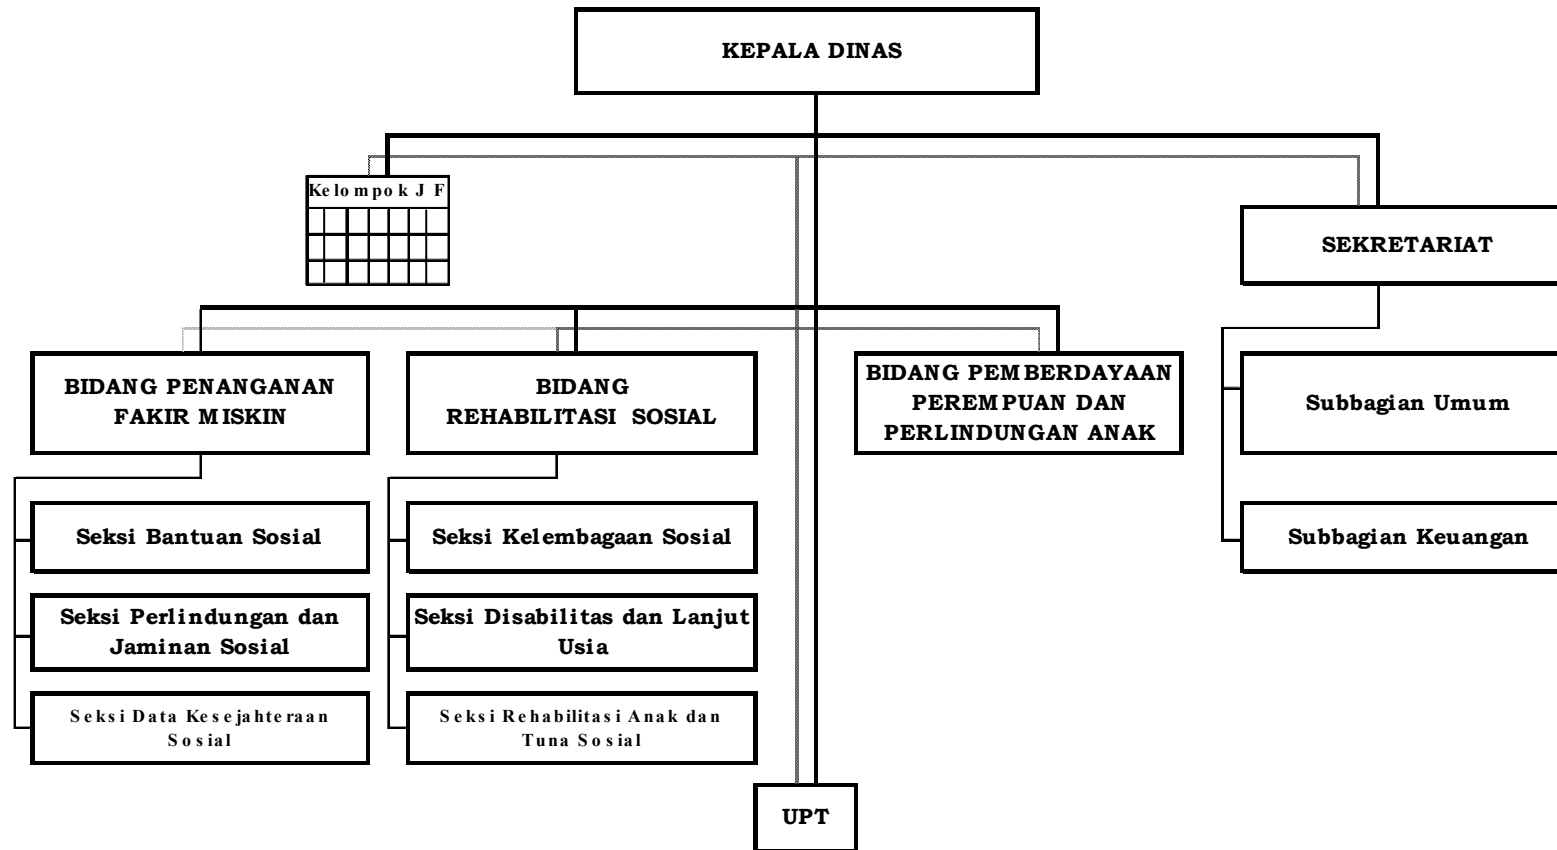 KEPALA DINAS
Kelompok J F
SEKRETARIAT
BIDANG PENANGANAN
FAKIR MISKIN
BIDANG
REHABILITASI SOSIAL
BIDANG PEMBERDAYAAN
PEREMPUAN DAN
PERLINDUNGAN ANAK
Subbagian Umum
Seksi Bantuan Sosial
Seksi Kelembagaan Sosial
Subbagian Keuangan
Seksi Perlindungan dan
Jaminan Sosial
Seksi Disabilitas dan Lanjut
Usia
Seksi Data Kesejahteraan
Sosial
Seksi Rehabilitasi Anak dan
Tuna Sosial
UPT